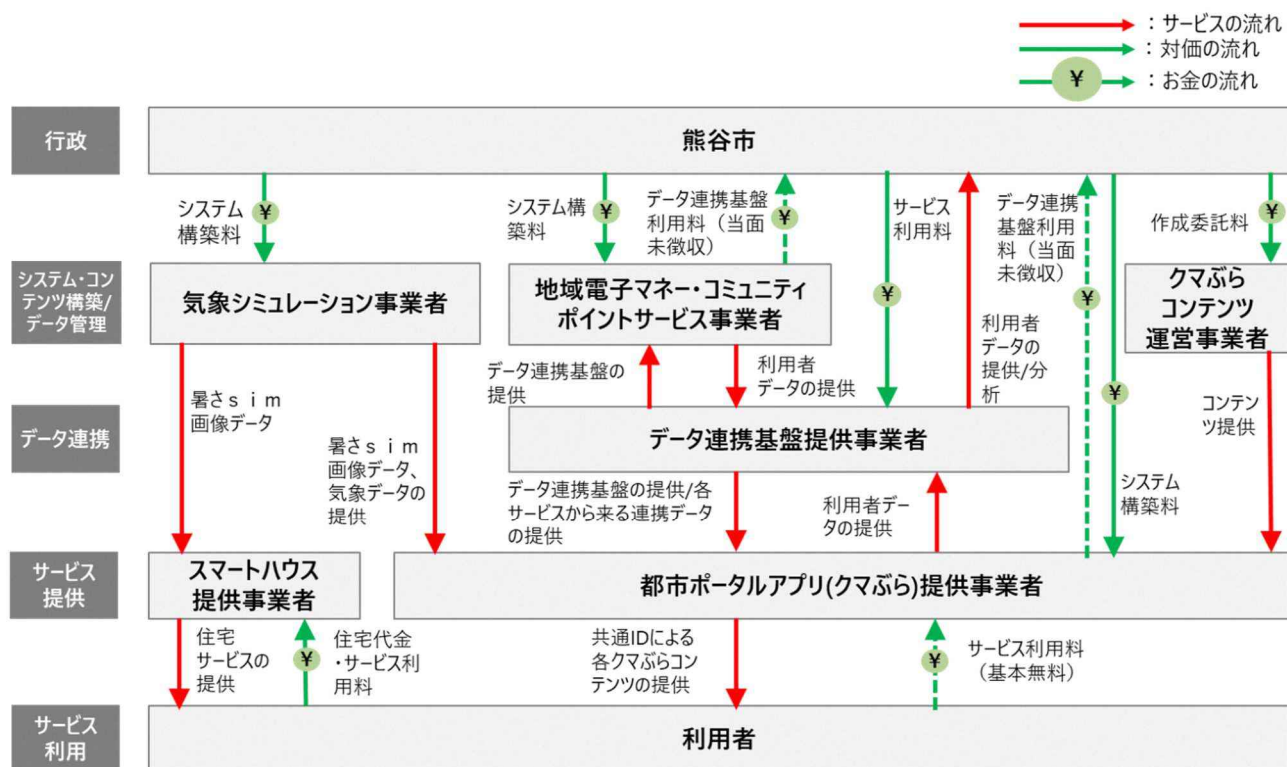 ：サービスの流れ
：対価の流れ
¥
：お金の流れ
行政
熊谷市
システム
構築料
¥
システム構
築料
¥
データ連携基盤
利用料（当面
未徴収）
¥
サービス
利用料
¥
データ連携
基盤利用
料（当面
未徴収）
¥
作成委託料
¥
システム・コン
テンツ構築/
データ管理
気象シミュレーション事業者
地域電子マネー・コミュニティ
ポイントサービス事業者
クマぶら
コンテンツ
運営事業者
利用者
データの
提供/分
析
データ連携基盤の
提供
利用者
データの提供
暑さｓｉｍ
画像データ
¥
コンテン
ツ提供
データ連携
データ連携基盤提供事業者
暑さｓｉｍ
画像データ、
気象データの
提供
データ連携基盤の提供/各
サービスから来る連携データ
の提供
利用者デー
タの提供
システム
構築料
サービス
提供
スマートハウス
提供事業者
都市ポータルアプリ(クマぶら)提供事業者
住宅
サービスの
提供
¥
住宅代金
・サービス利
用料
共通IDによる
各クマぶらコン
テンツの提供
¥
サービス利用料
（基本無料）
サービス
利用
利用者